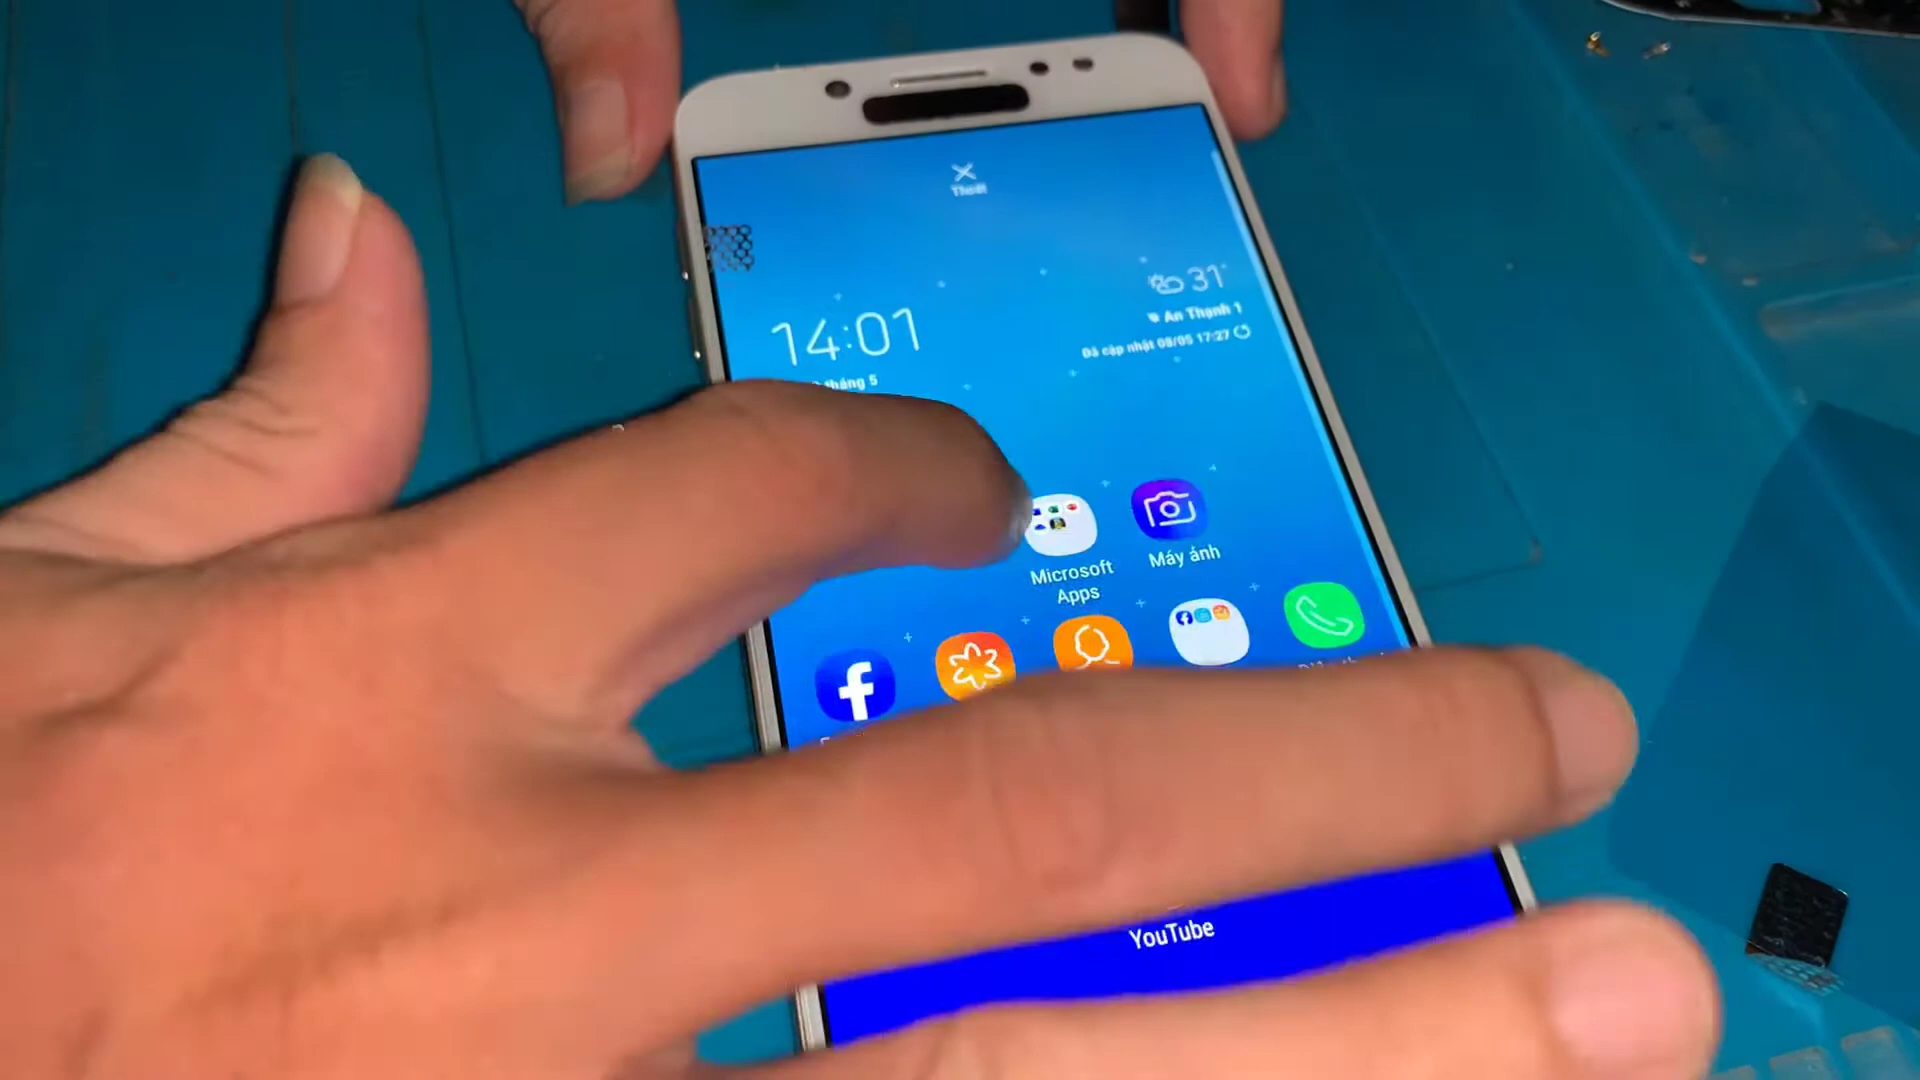 Thoát
31°
14:01
An Thạnh 1
Đã cập nhật 08/05 17:27
tháng 5
Microsoft
Apps
Máy ảnh
YouTube